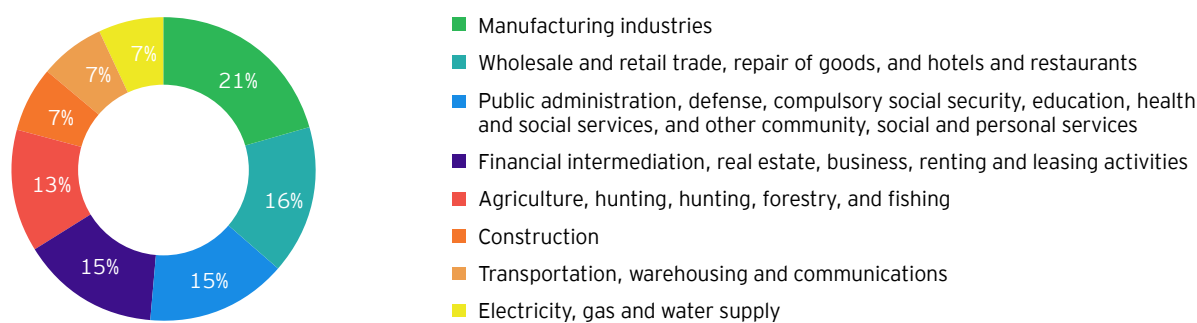 7%
21%
7%
7%
16%
13%
15%
15%
Manufacturing industries
Wholesale and retail trade, repair of goods, and hotels and restaurants
Public administration, defense, compulsory social security, education, health
and social services, and other community, social and personal services
Financial intermediation, real estate, business, renting and leasing activities
Agriculture, hunting, hunting, forestry, and fishing
Construction
Transportation, warehousing and communications
Electricity, gas and water supply